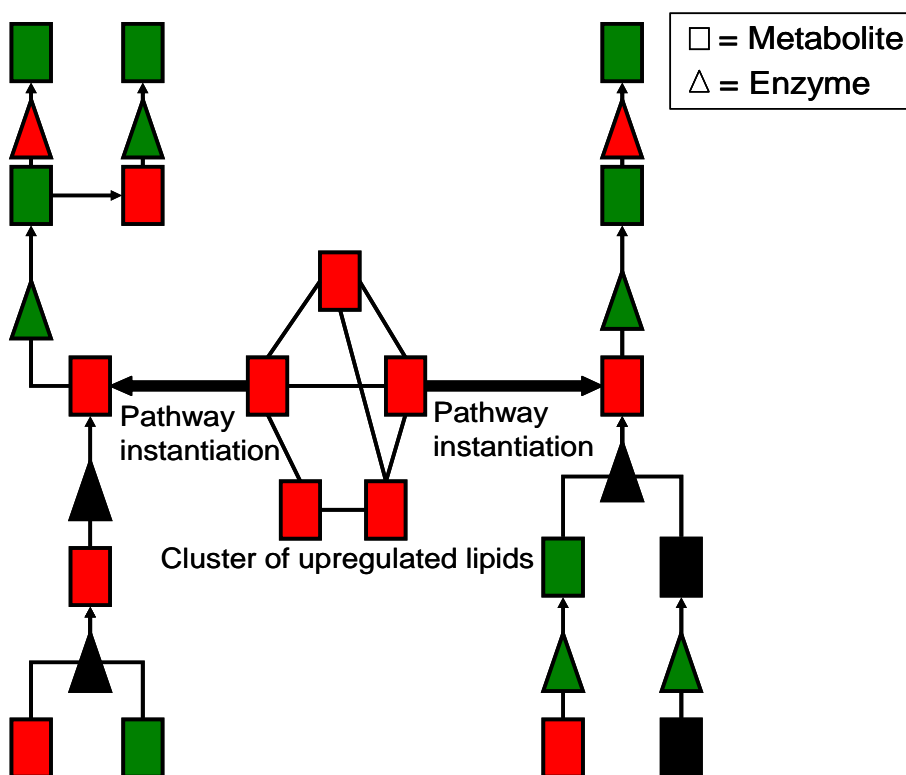 □ = Metabolite
△ = Enzyme
Pathway
instantiation
Pathway
instantiation
Cluster of upregulated lipids